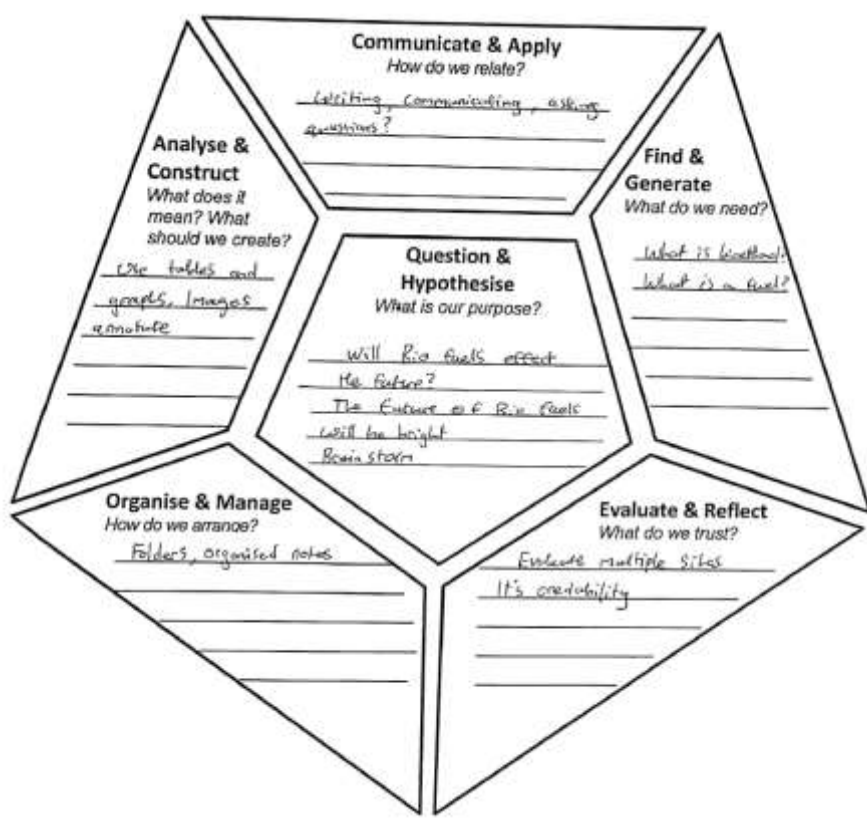 Communicate & Apply
How do we relate?
Writing, communicating, asking
questions?
Analyse &
Construct
What does it
mean? What
should we create?
Use tables and
graphs, Images
annotate
Find &
Generate
What do we need?
What is bioethanol?
What is a fuel?
Question &
Hypothesise
What is our purpose?
Will Bio fuels effect
the future?
The Future of Bio fuels
will be bright
Brain storm
Organise & Manage
How do we arrange?
Folders, organised notes
Evaluate & Reflect
What do we trust?
Evaluate multiple sites
It's credability